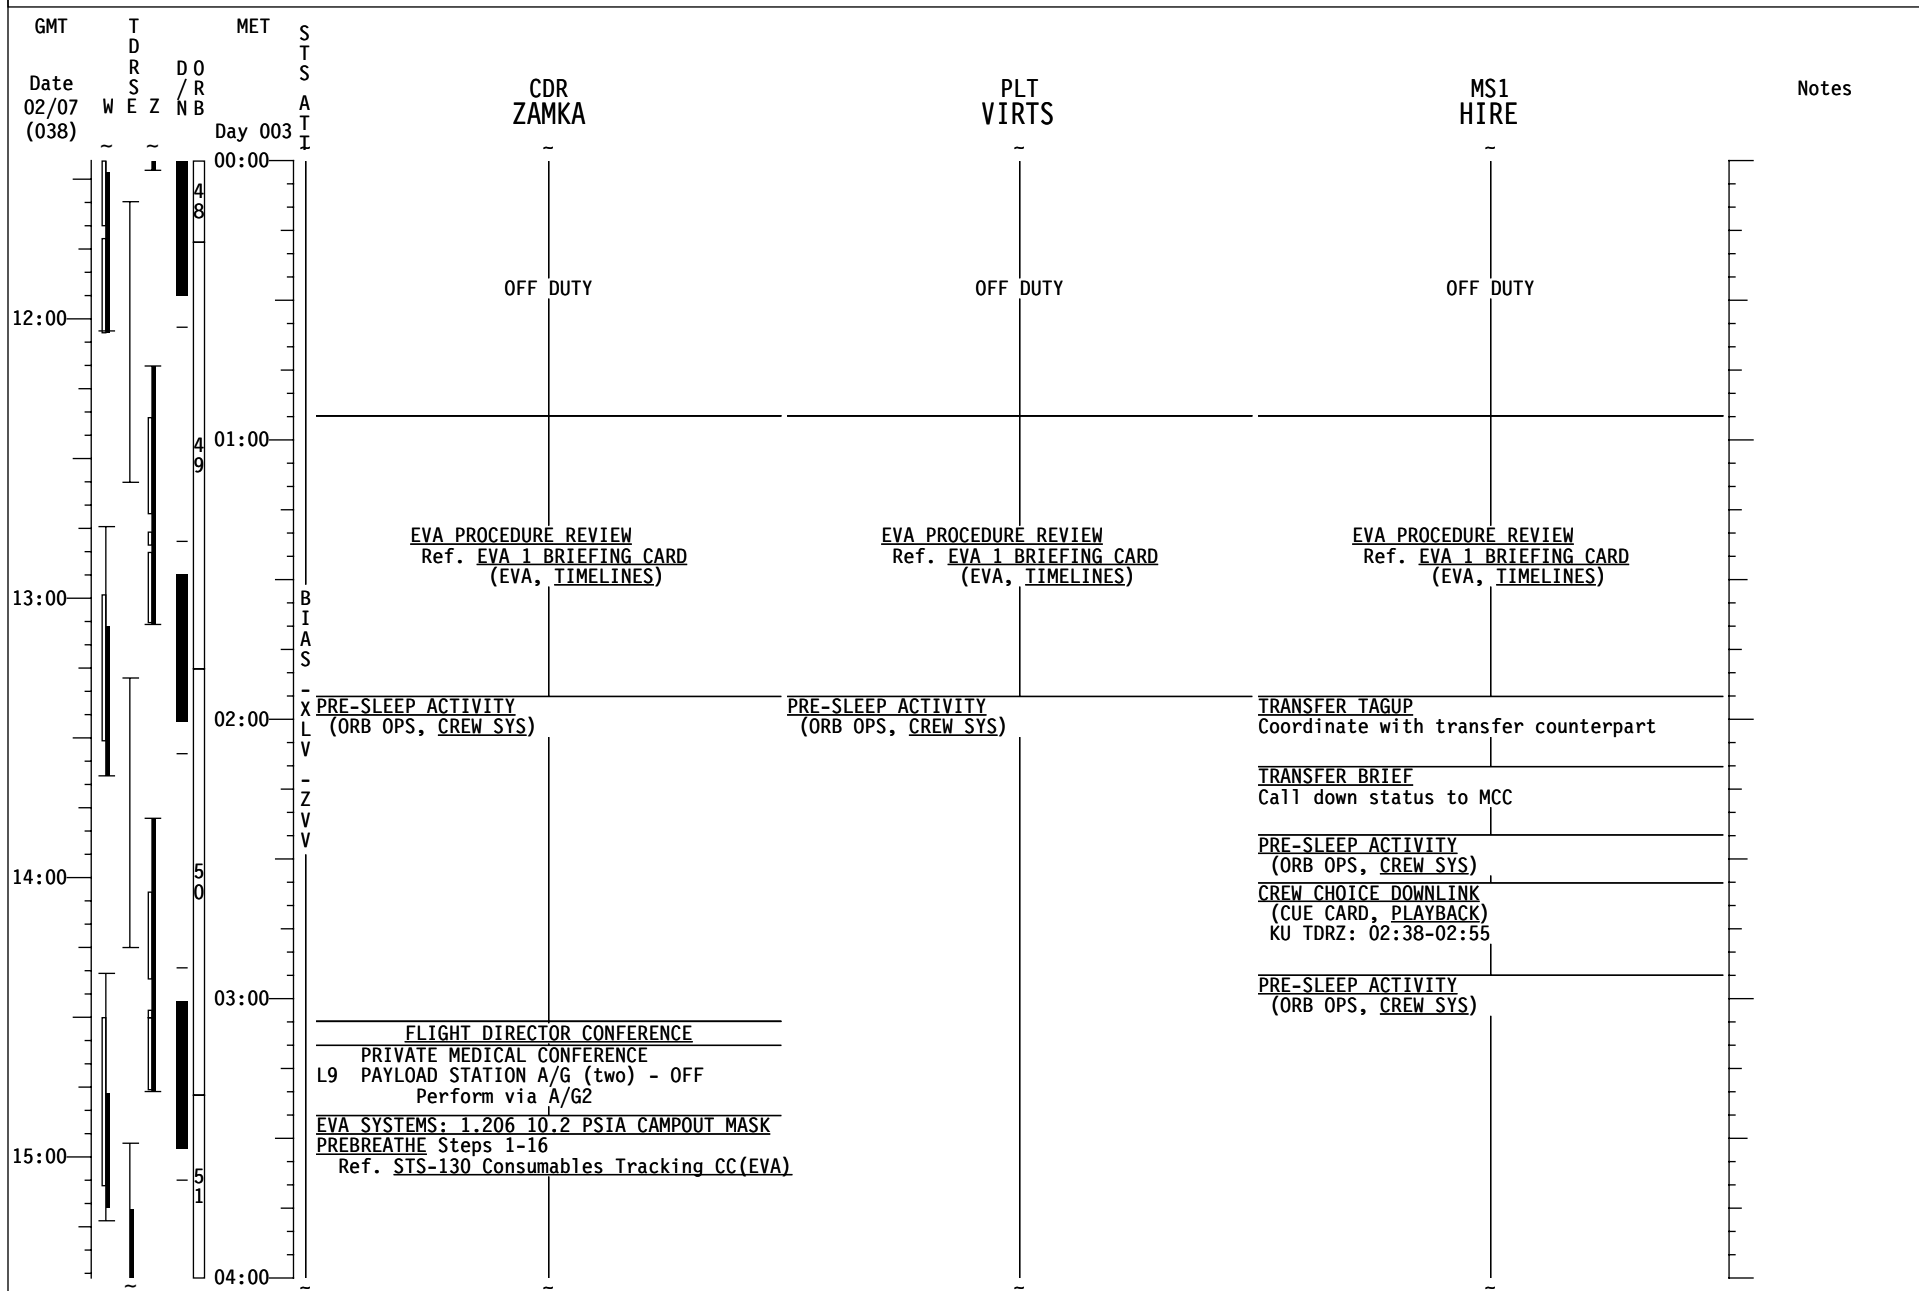 GMT
TDRS
MET
STS ATT
Date
02/07
(038)
W E Z
D/N
ORB
Day 003
CDR
ZAMKA
PLT
VIRTS
MS1
HIRE
Notes
~ ~ ~ ~ ~
00:00
48
OFF DUTY OFF DUTY OFF DUTY
12:00
01:00
49
EVA PROCEDURE REVIEW
Ref. EVA 1 BRIEFING CARD
(EVA, TIMELINES)
EVA PROCEDURE REVIEW
Ref. EVA 1 BRIEFING CARD
(EVA, TIMELINES)
EVA PROCEDURE REVIEW
Ref. EVA 1 BRIEFING CARD
(EVA, TIMELINES)
13:00
BIAS -XLV -ZVV
02:00
PRE-SLEEP ACTIVITY
(ORB OPS, CREW SYS)
PRE-SLEEP ACTIVITY
(ORB OPS, CREW SYS)
TRANSFER TAGUP
Coordinate with transfer counterpart
TRANSFER BRIEF
Call down status to MCC
PRE-SLEEP ACTIVITY
(ORB OPS, CREW SYS)
14:00
50
CREW CHOICE DOWNLINK
(CUE CARD, PLAYBACK)
KU TDRZ: 02:38-02:55
PRE-SLEEP ACTIVITY
(ORB OPS, CREW SYS)
03:00
FLIGHT DIRECTOR CONFERENCE
PRIVATE MEDICAL CONFERENCE
L9 PAYLOAD STATION A/G (two) - OFF
Perform via A/G2
EVA SYSTEMS: 1.206 10.2 PSIA CAMPOUT MASK
PREBREATHE Steps 1-16
Ref. STS-130 Consumables Tracking CC(EVA)
15:00
51
04:00
~ ~ ~ ~ ~